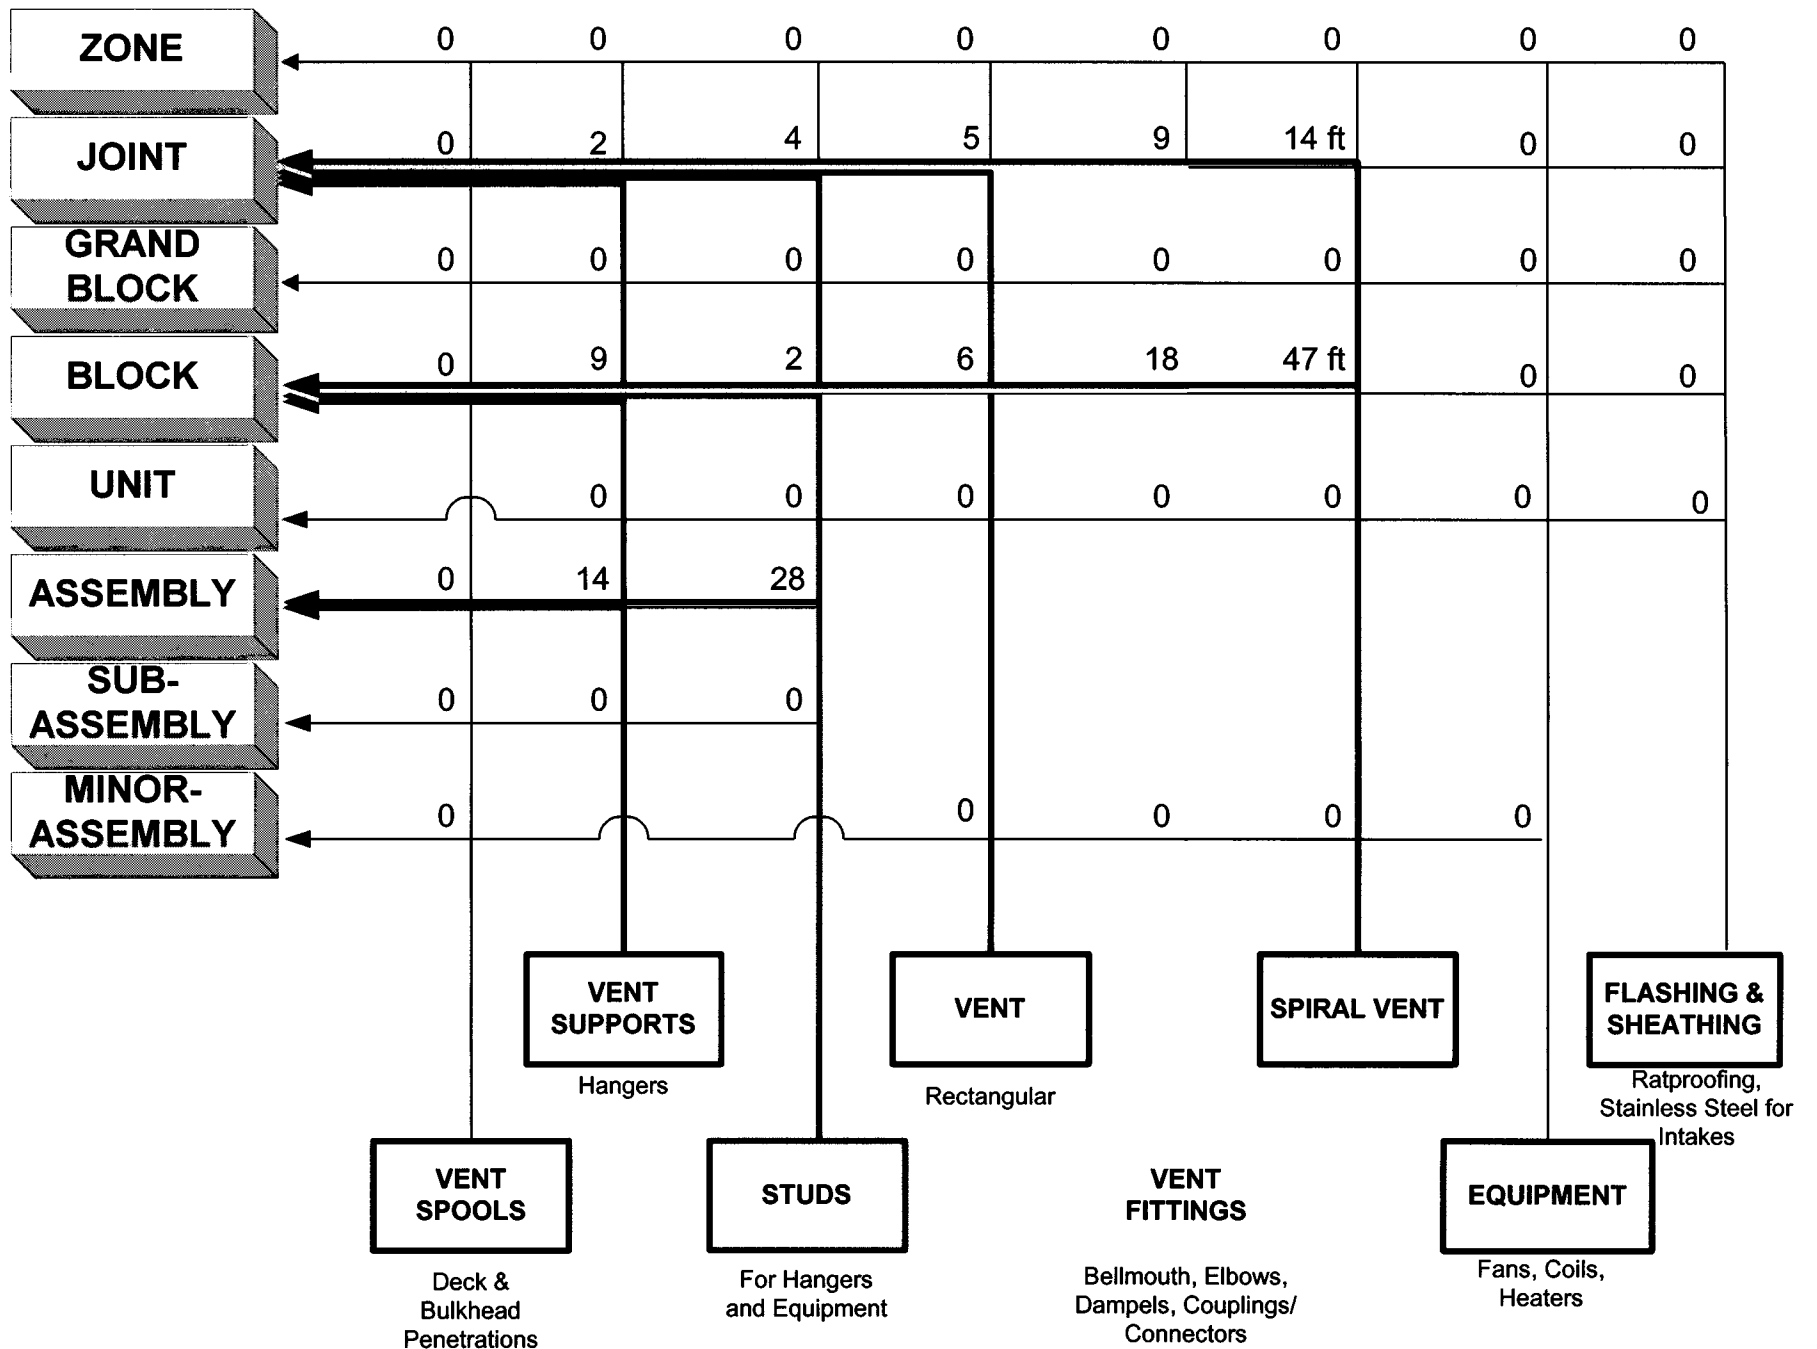 ZONE
0 0 0 0 0 0 0 0
JOINT
0 2 4 5 9 14 ft 0 0
GRAND
BLOCK
0 0 0 0 0 0 0 0
BLOCK
0 9 2 6 18 47 ft 0 0
UNIT
0 0 0 0 0 0 0
ASSEMBLY
0 14 28
SUB-
ASSEMBLY
0 0 0
MINOR-
ASSEMBLY
0 0 0 0 0
VENT
SUPPORTS
Hangers
VENT
Rectangular
SPIRAL VENT
FLASHING &
SHEATHING
Ratproofing,
Stainless Steel for
Intakes
VENT
SPOOLS
Deck &
Bulkhead
Penetrations
STUDS
For Hangers
and Equipment
VENT
FITTINGS
Bellmouth, Elbows,
Dampels, Couplings/
Connectors
EQUIPMENT
Fans, Coils,
Heaters